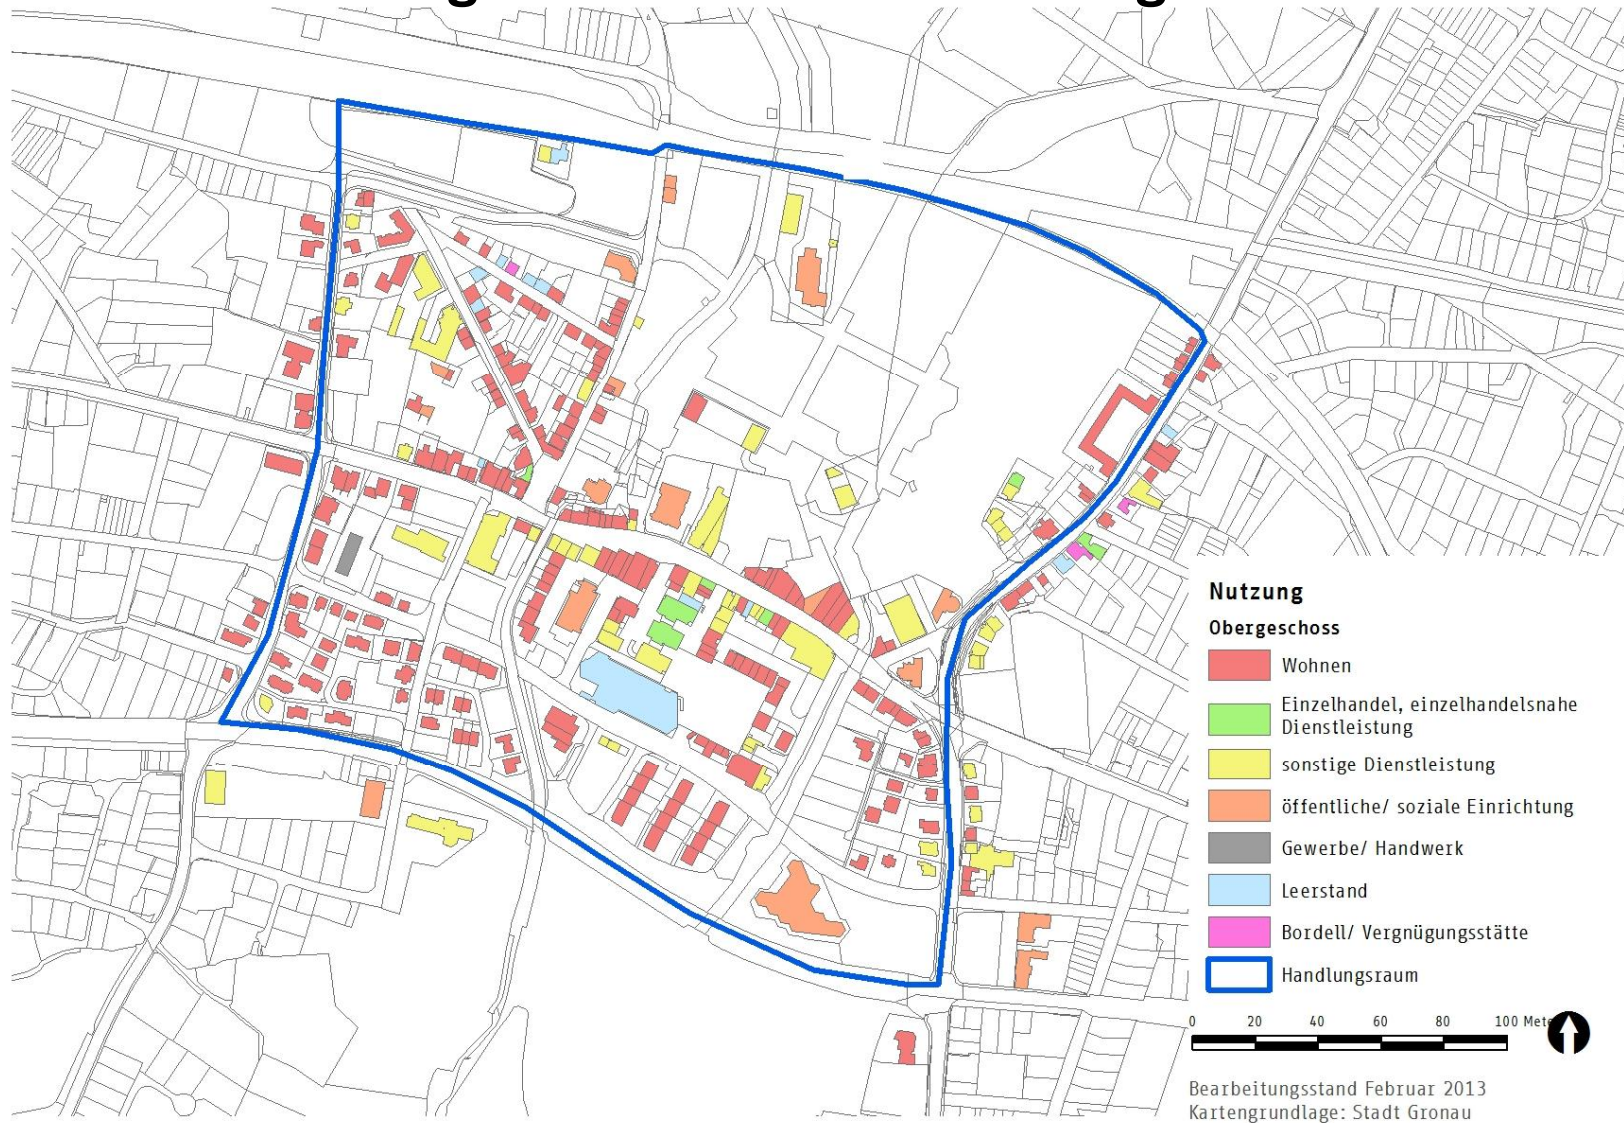 Nutzung
Obergeschoss
Wohnen
Einzelhandel, einzelhandelsnahe
Dienstleistung
sonstige Dienstleistung
öffentliche/ soziale Einrichtung
Gewerbe/ Handwerk
Leerstand
Bordell/ Vergnügungsstätte
Handlungsraum
0 20 40 60 80 100 Mete
Bearbeitungsstand Februar 2013
Kartengrundlage: Stadt Gronau